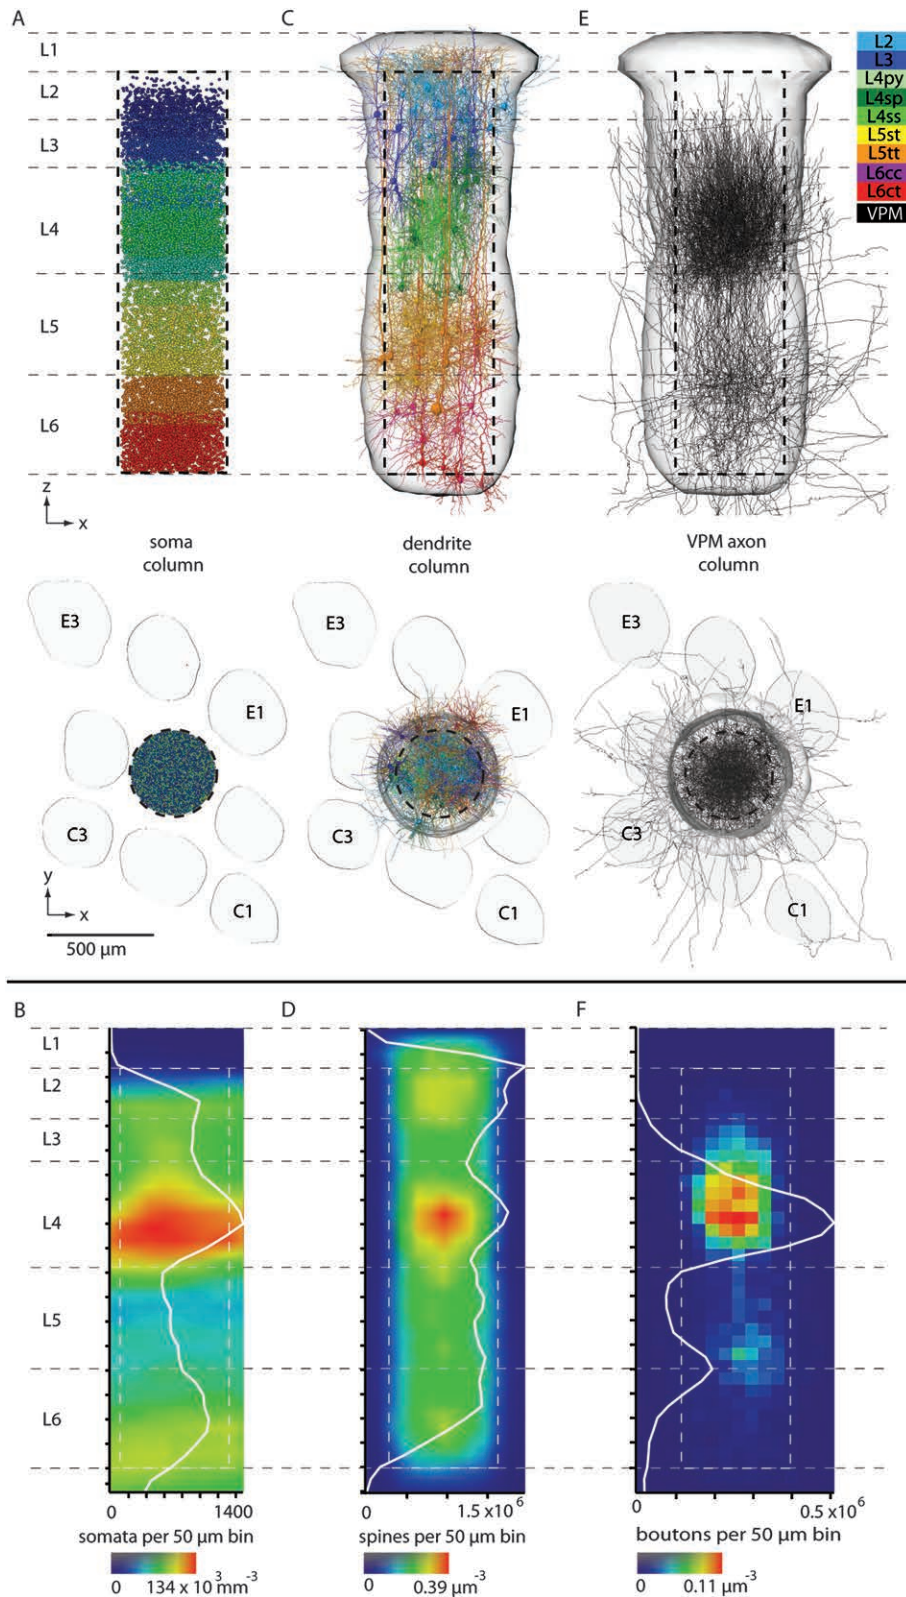 A
C
E
L1
L2
L3
L4
L5
L6
L2
L3
L4py
L4sp
L4ss
L5st
L5tt
L6cc
L6ct
VPM
z
x
soma
column
dendrite
column
VPM axon
column
E3
E1
C3
C1
y
x
500 µm
E3
E1
C3
C1
E3
E1
C3
C1
B
D
F
L1
L2
L3
L4
L5
L6
0 1400
somata per 50 µm bin
0 134 x 10³ mm⁻³
0 1.5x10⁶
spines per 50 µm bin
0 0.39 µm⁻³
0 0.5x10⁶
boutons per 50 µm bin
0 0.11 µm⁻³